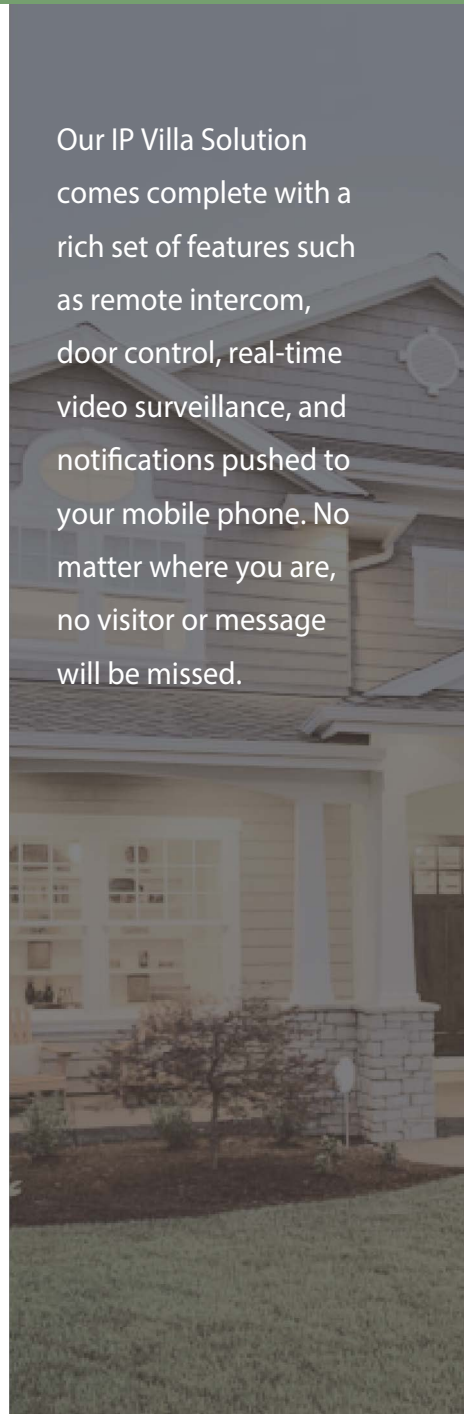 Our IP Villa Solution
comes complete with a
rich set of features such
as remote intercom,
door control, real-time
video surveillance, and
notifications pushed to
your mobile phone. No
matter where you are,
no visitor or message
will be missed.